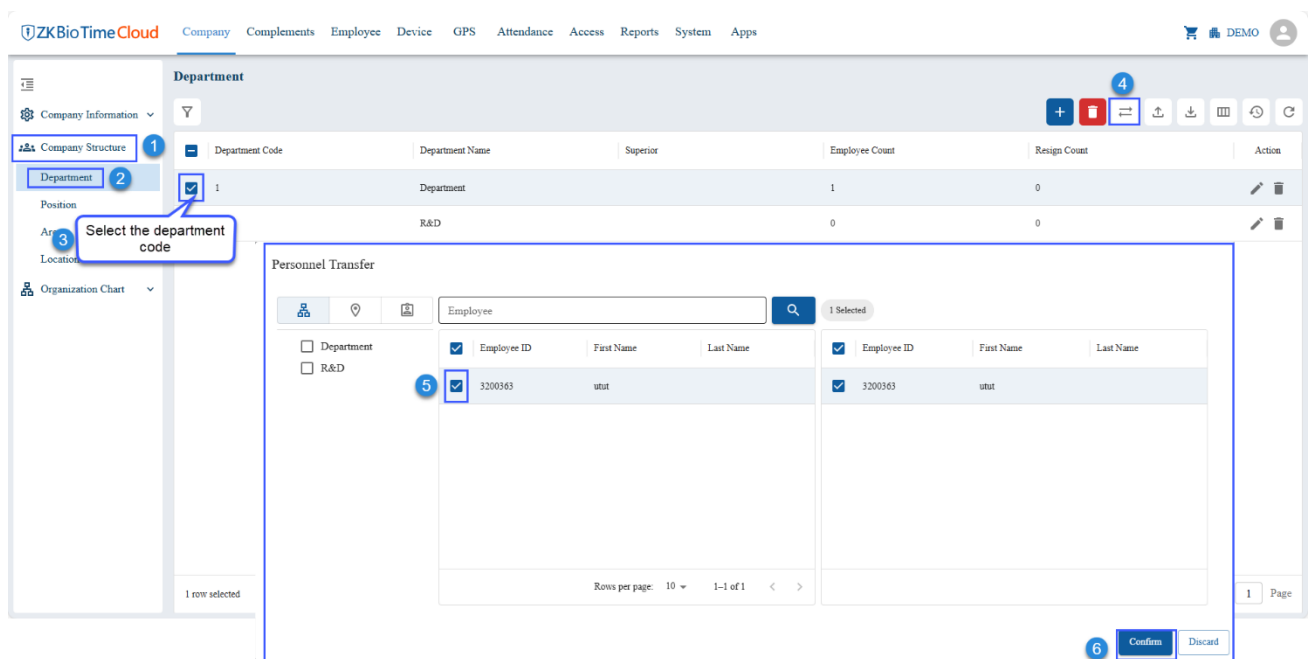 ZKBioTime Cloud
Company Complements Employee Device GPS Attendance Access Reports System Apps
DEMO
Department
4
Company Information
Company Structure 1
Department 2
Position
3
Location
Organization Chart
Department Code Department Name Superior Employee Count Resign Count Action
1 Department 1 0
R&D 0 0
Select the department
code
Personnel Transfer
Employee
1 Selected
Department
R&D
Employee ID First Name Last Name
5 3200363 utut
Rows per page: 10 1–1 of 1
Employee ID First Name Last Name
3200363 utut
1 row selected
1 Page
6 Confirm Discard